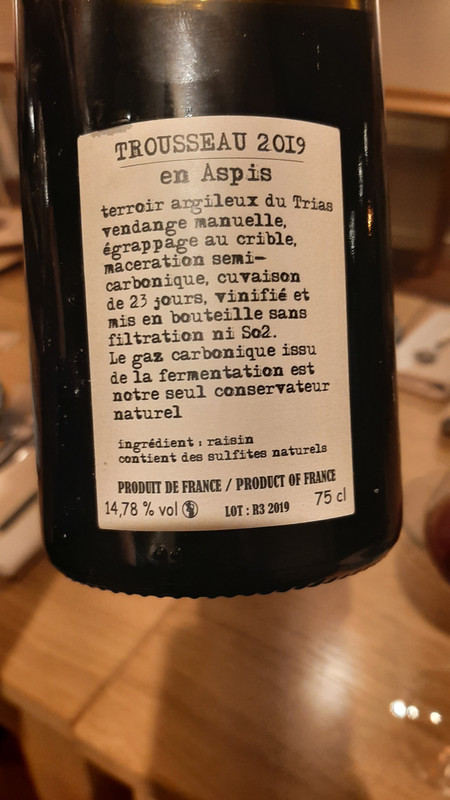 TROUSSEAU 2019
en Aspis
terroir argileux du Trias
vendange manuelle,
égrappage au crible,
maceration semi-
carbonique, cuvaison
de 23 jours, vinifié et
mis en bouteille sans
filtration ni So2.
Le gaz carbonique issu
de la fermentation est
notre seul conservateur
naturel
ingrédient : raisin
contient des sulfites naturels
PRODUIT DE FRANCE / PRODUCT OF FRANCE
14,78 % vol LOT : R3 2019 75 cl